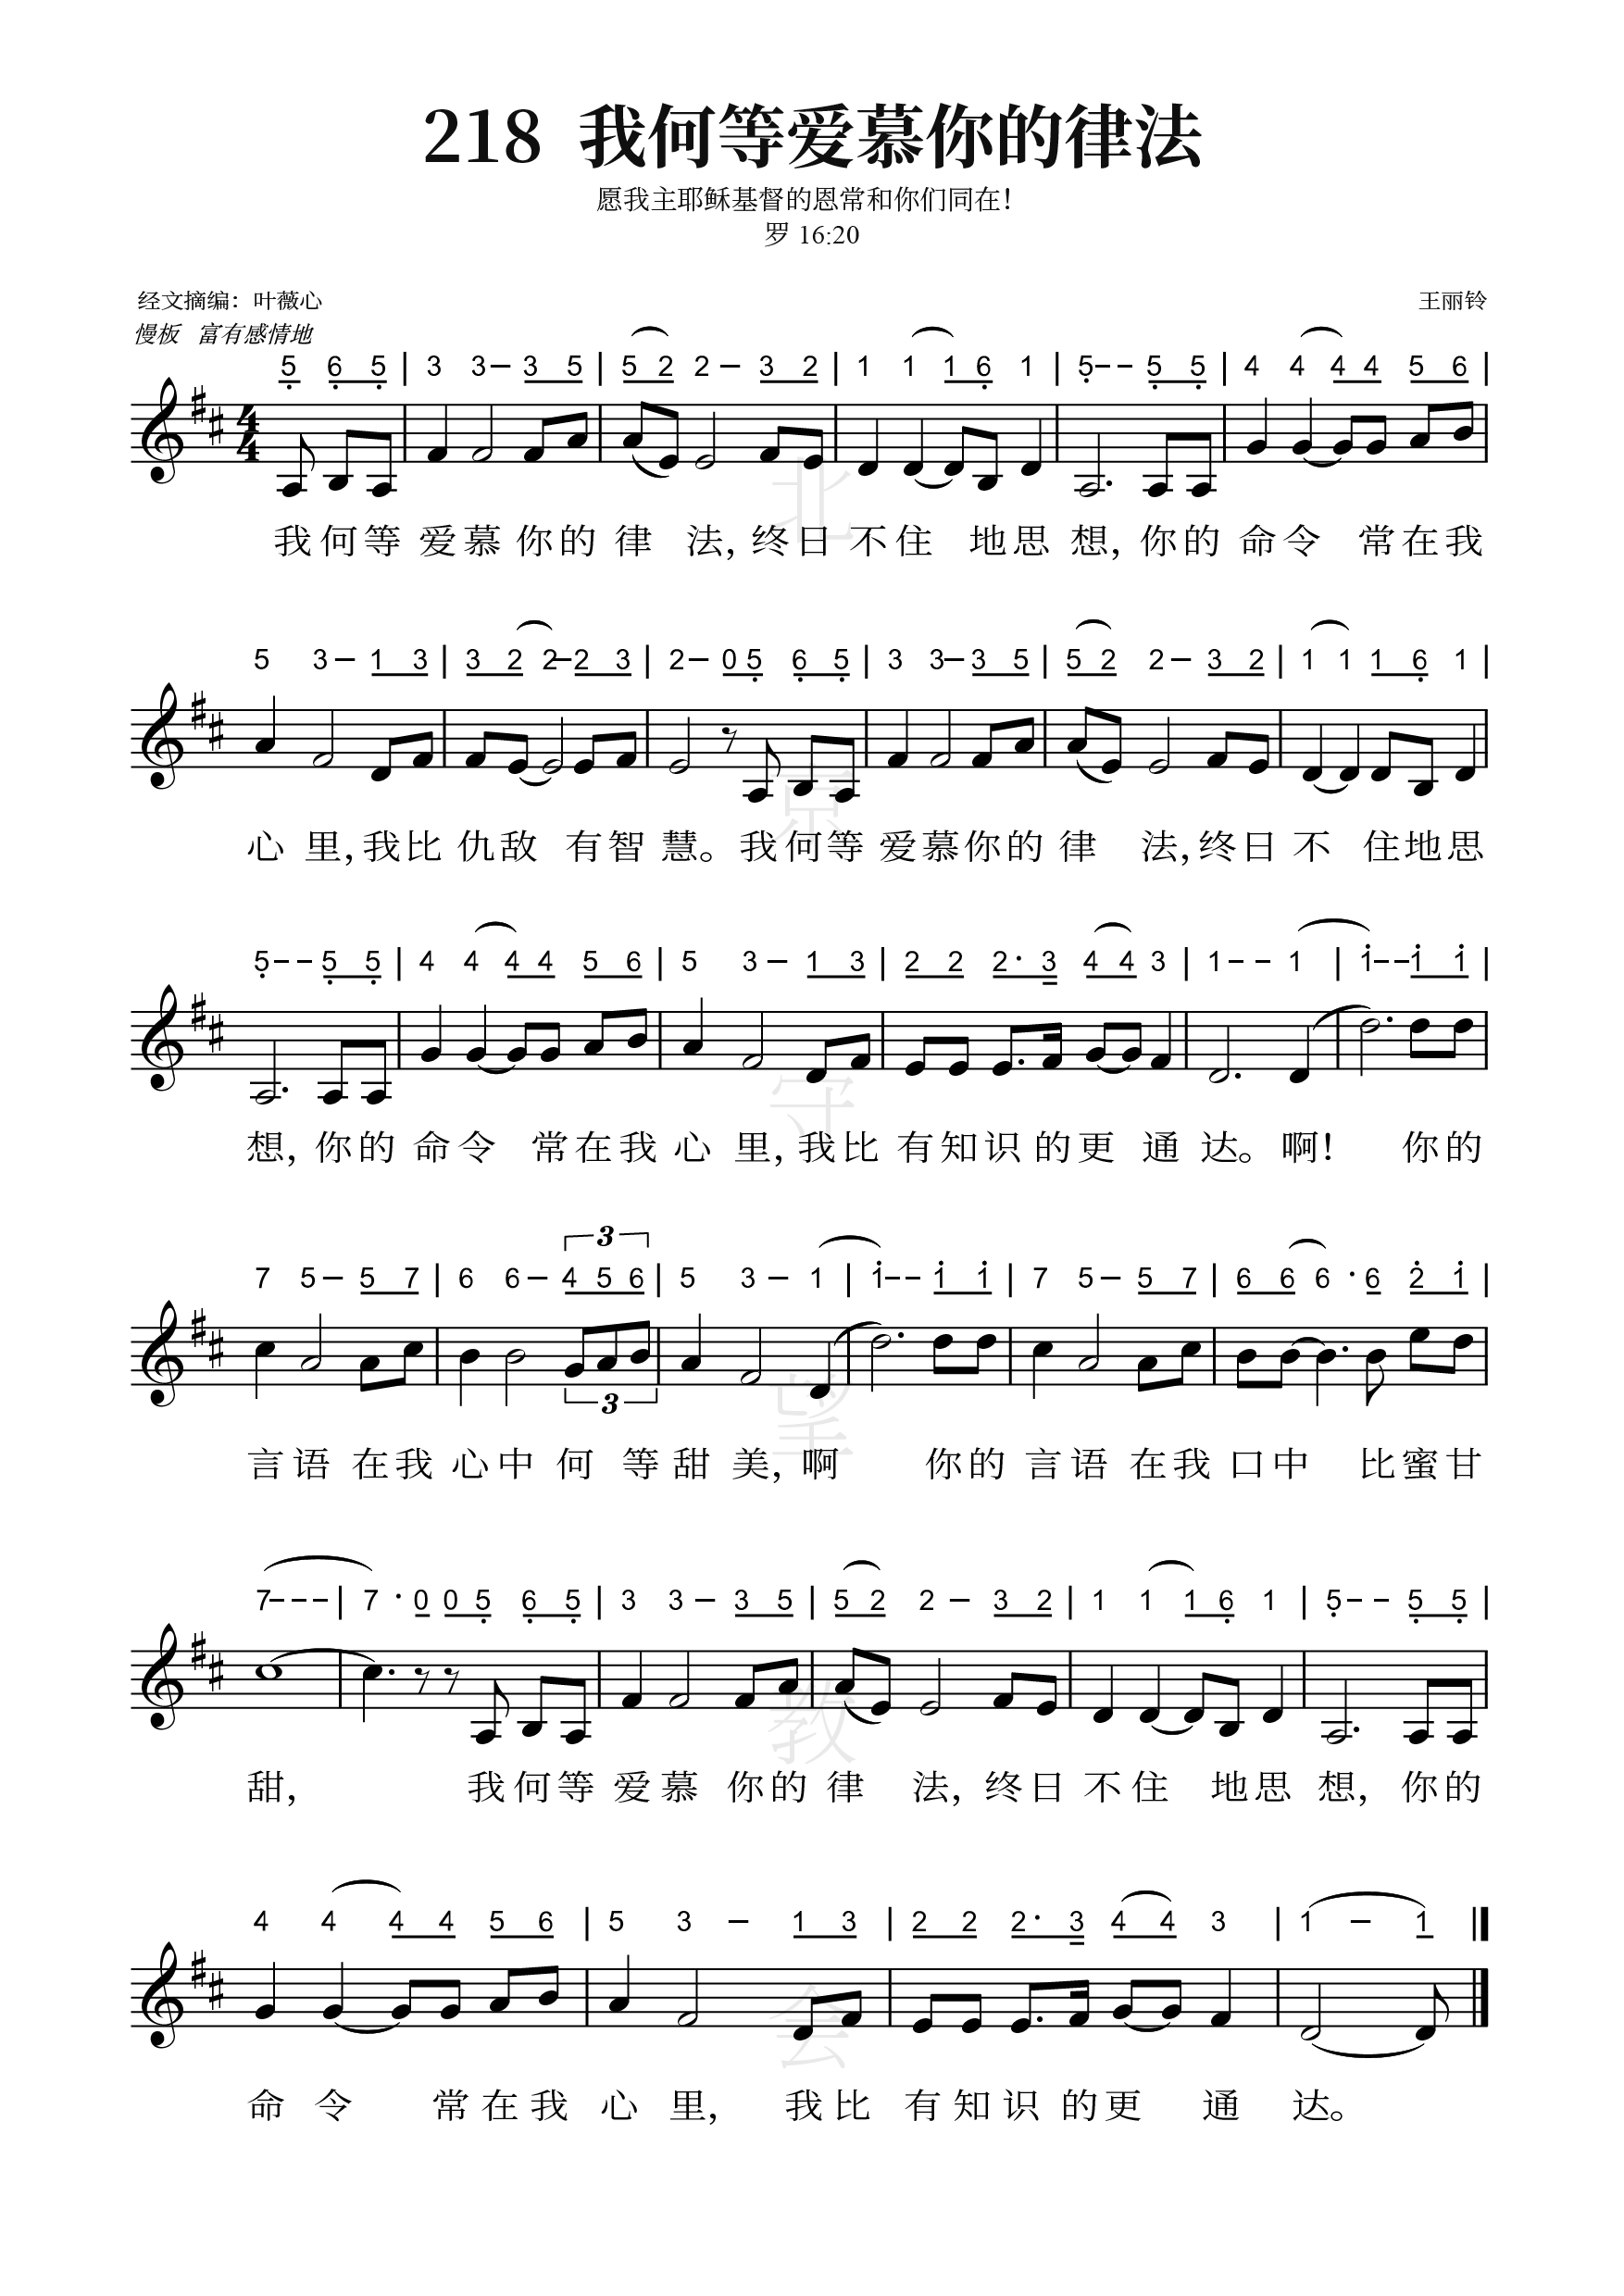 218 我何等爱慕你的律法
愿我主耶稣基督的恩常和你们同在!
罗 16:20
经文摘编：叶薇心
王丽铃
慢板 富有感情地
5 6 5 | 3 3– 3 5 | 5 2 2 – 3 2 | 1 1 1 6 1 | 5–– 5 5 | 4 4 4 4 5 6 |
4
4
我 何 等 爱 慕 你 的 律 法, 终 日 不 住 地 思 想, 你 的 命 令 常 在 我
5 3 – 1 3 | 3 2 2– 2 3 | 2 – 0 5 6 5 | 3 3– 3 5 | 5 2 2 – 3 2 | 1 1 1 6 1 |
心 里, 我 比 仇 敌 有 智 慧。 我 何 等 爱 慕 你 的 律 法, 终 日 不 住 地 思
5 – – 5 5 | 4 4 4 4 5 6 | 5 3 – 1 3 | 2 2 2 · 3 4 4 3 | 1 – – 1 | 1 – – 1 1 |
想, 你 的 命 令 常 在 我 心 里, 我 比 有 知 识 的 更 通 达。 啊! 你 的
3
7 5 – 5 7 | 6 6 – 4 5 6 | 5 3 – 1 | 1 – – 1 1 | 7 5 – 5 7 | 6 6 6 · 6 2 1 |
3
言 语 在 我 心 中 何 等 甜 美, 啊 你 的 言 语 在 我 口 中 比 蜜 甘
7 – – – | 7 · 0 0 5 6 5 | 3 3 – 3 5 | 5 2 2 – 3 2 | 1 1 1 6 1 | 5 – – 5 5 |
甜, 我 何 等 爱 慕 你 的 律 法, 终 日 不 住 地 思 想, 你 的
4 4 4 4 5 6 | 5 3 – 1 3 | 2 2 2 · 3 4 4 3 | 1 – 1
命 令 常 在 我 心 里, 我 比 有 知 识 的 更 通 达。
北
京
守
望
教
会